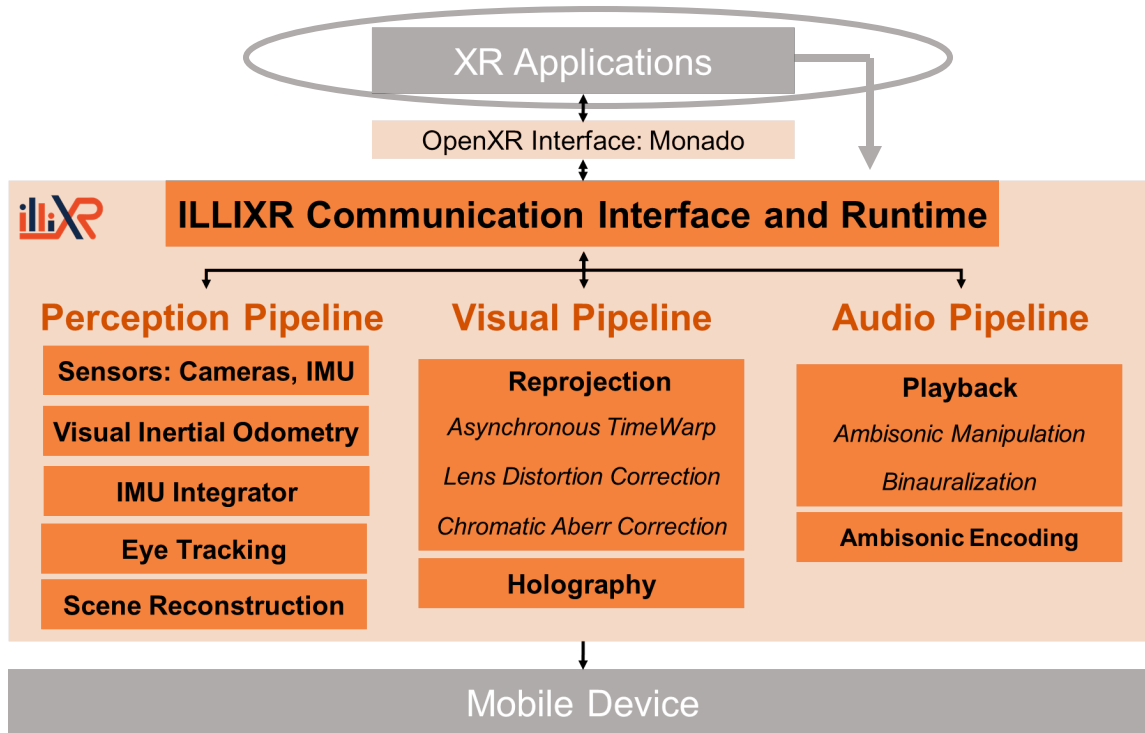 XR Applications
OpenXR Interface: Monado
illiXR
ILLIXR Communication Interface and Runtime
Perception Pipeline
Sensors: Cameras, IMU
Visual Inertial Odometry
IMU Integrator
Eye Tracking
Scene Reconstruction
Visual Pipeline
Reprojection
Asynchronous TimeWarp
Lens Distortion Correction
Chromatic Aberr Correction
Holography
Audio Pipeline
Playback
Ambisonic Manipulation
Binauralization
Ambisonic Encoding
Mobile Device